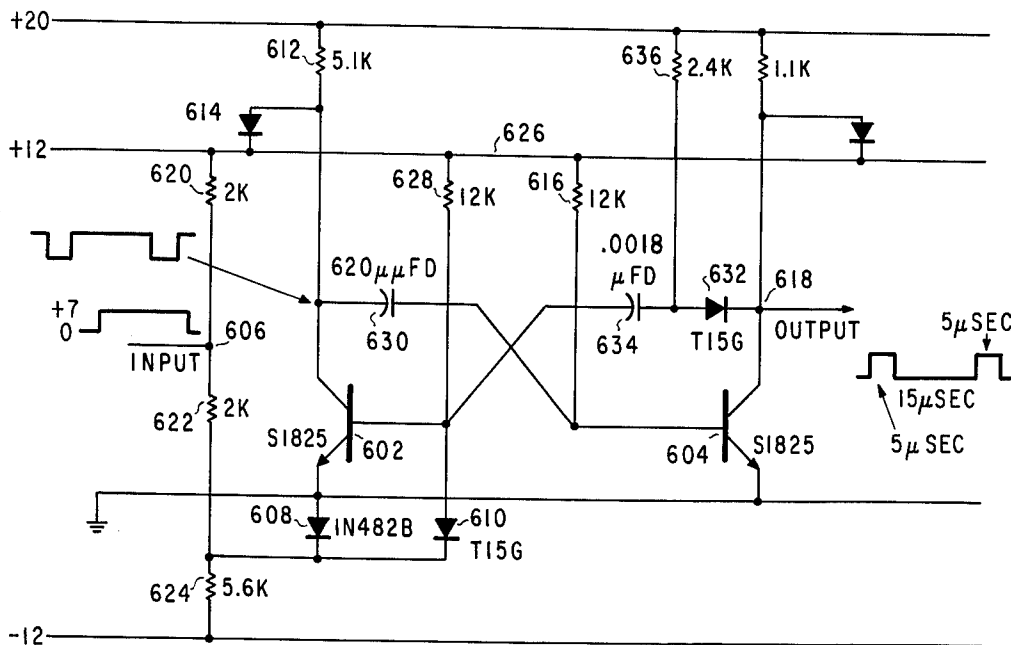 +20
612
5.1K
636
2.4K
1.1K
614
+12
626
620
2K
628
12K
616
12K
.0018
μFD
620μμFD
632
618
+7
0
630
634
T15G
OUTPUT
5μSEC
INPUT
606
15μSEC
622
2K
S1825
602
604
S1825
5μSEC
608
IN482B
610
T15G
624
5.6K
-12